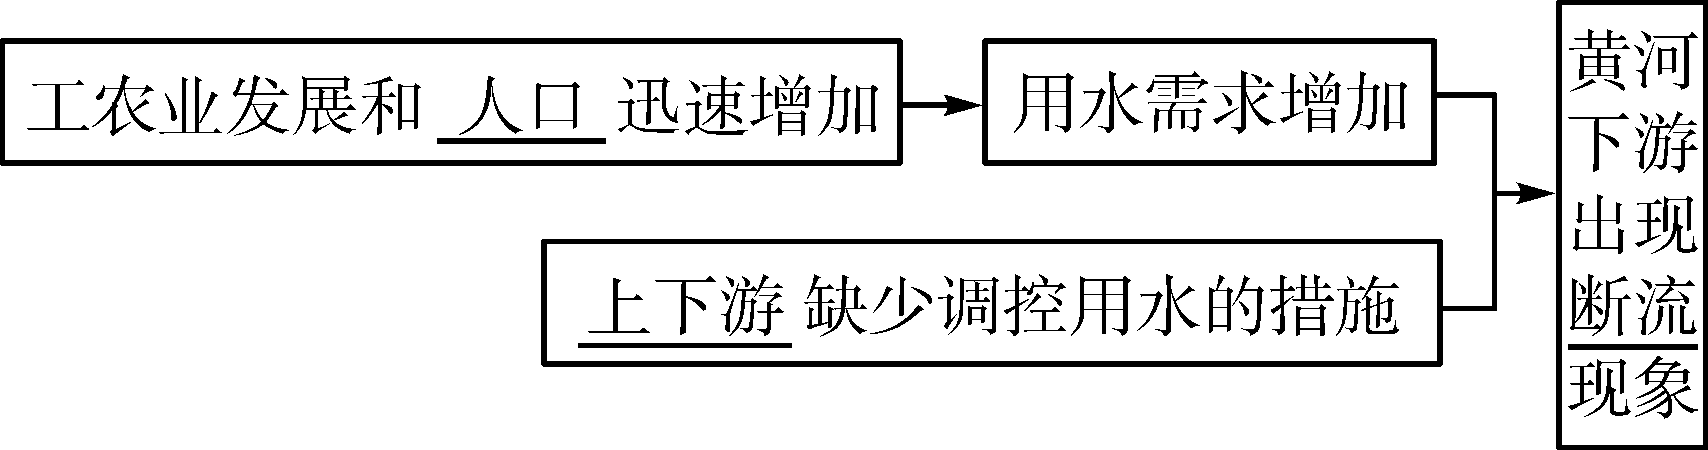 工农业发展和 人口 迅速增加
用水需求增加
上下游 缺少调控用水的措施
黄河
下游
出现
断流
现象